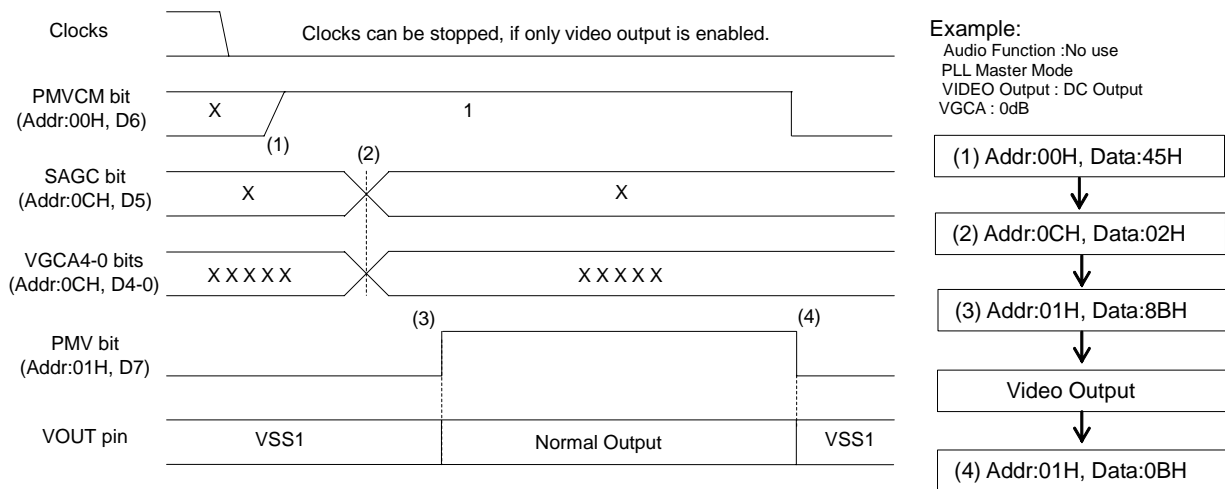 Clocks
Clocks can be stopped, if only video output is enabled.
PMVCM bit
(Addr:00H, D6)
X
1
(1)
(2)
SAGC bit
(Addr:0CH, D5)
X
X
VGCA4-0 bits
(Addr:0CH, D4-0)
X X X X X
X X X X X
(3)
(4)
PMV bit
(Addr:01H, D7)
VOUT pin
VSS1
Normal Output
VSS1
Example:
Audio Function :No use
PLL Master Mode
VIDEO Output : DC Output
VGCA : 0dB
(1) Addr:00H, Data:45H
(2) Addr:0CH, Data:02H
(3) Addr:01H, Data:8BH
Video Output
(4) Addr:01H, Data:0BH